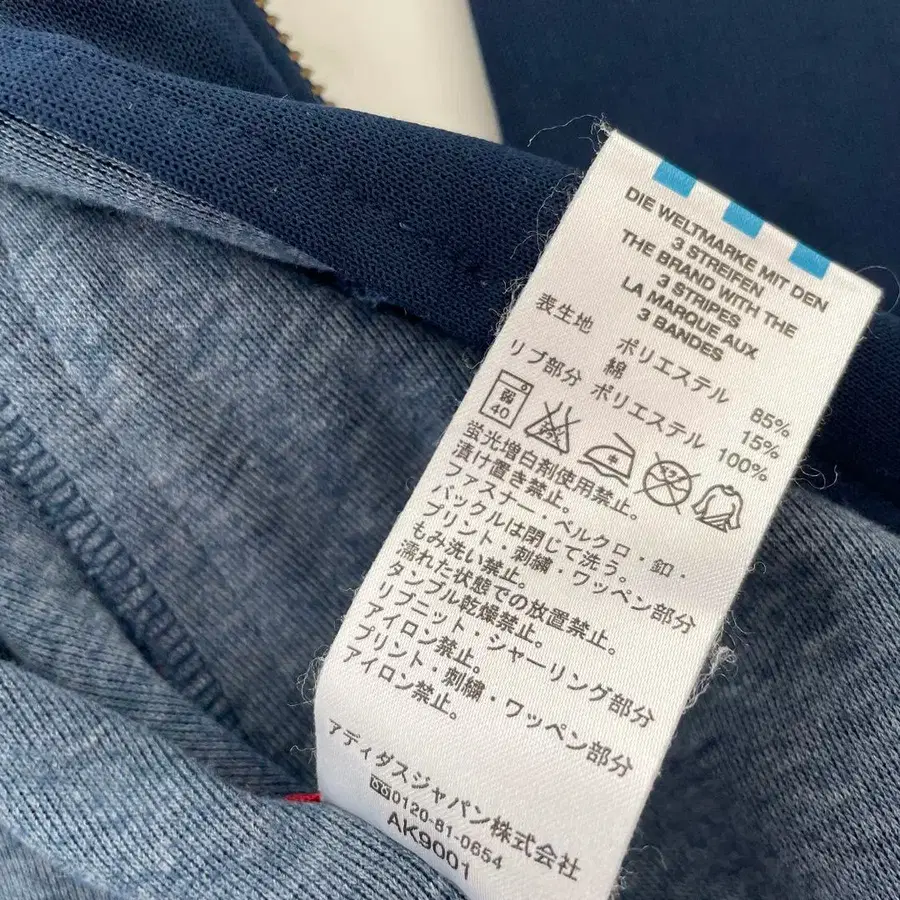 DIE WELTMARKE MIT DEN
3 STREIFEN
THE BRAND WITH THE
3 STRIPES
LA MARQUE AUX
3 BANDES
表生地 ポリエステル 85%
綿 15%
リブ部分 ポリエステル 100%
弱
40
蛍光増白剤使用禁止。
漬け置き禁止。
ファスナー・ベルクロ・釦・
バックルは閉じて洗う。
プリント・刺繍・ワッペン部分
もみ洗い禁止。
濡れた状態での放置禁止。
タンブル乾燥禁止。
リブニット・シャーリング部分
アイロン禁止。
プリント・刺繍・ワッペン部分
アイロン禁止。
アディダスジャパン株式会社
0120-81-0654
AK9001